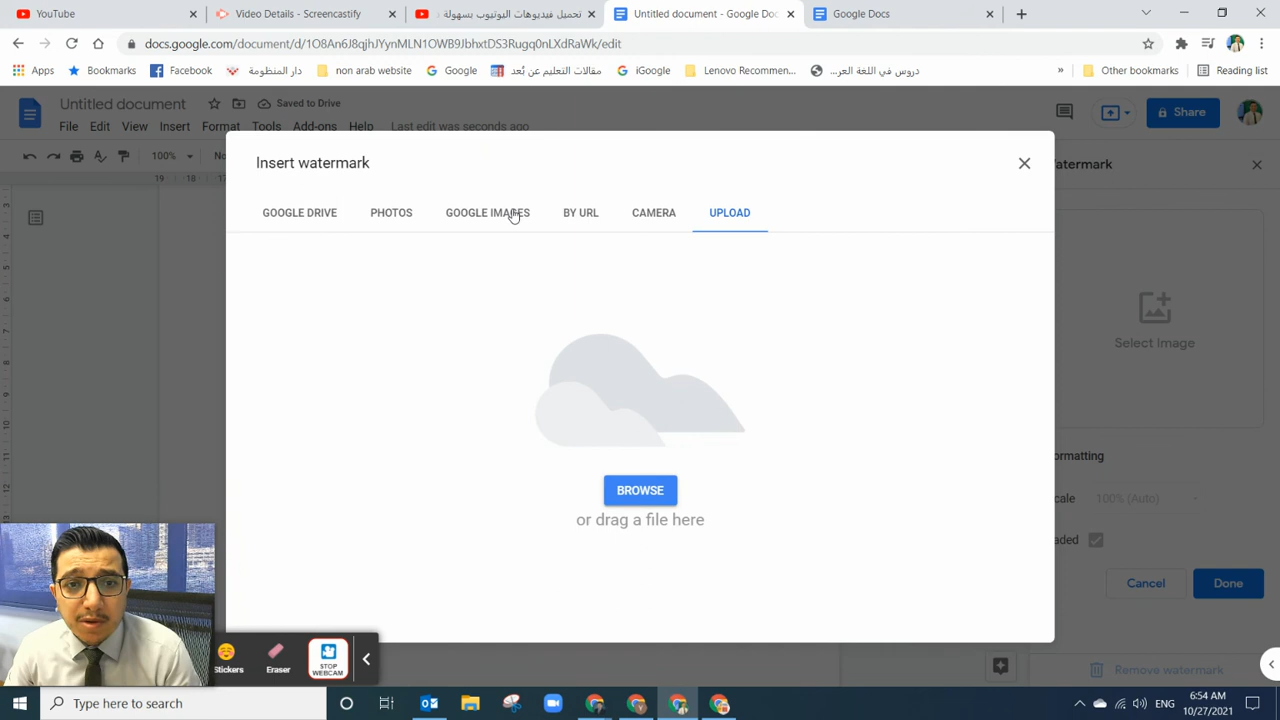 YouTube
Video Details - Screencastify
تحميل فيديوهات اليوتيوب بسهولة
Untitled document - Google Doc
Google Docs
docs.google.com/document/d/1O8An6J8qjhJYynMLN1OWB9JbhxtDS3Rugq0nLXdRaWk/edit
Apps
Bookmarks
Facebook
دار المنظومة
non arab website
Google
مقالات التعليم عن بُعد
iGoogle
Lenovo Recommen...
دروس في اللغة العر...
»
Other bookmarks
Reading list
Untitled document
Saved to Drive
File Edit View Insert Format Tools Add-ons Help Last edit was seconds ago
Share
100%
No
19 18 17
Insert watermark
atermark
GOOGLE DRIVE PHOTOS GOOGLE IMAGES BY URL CAMERA UPLOAD
Select Image
BROWSE
or drag a file here
ormatting
cale 100% (Auto)
aded
Cancel Done
Remove watermark
Stickers
Eraser
STOP
WEBCAM
Type here to search
ENG
6:54 AM
10/27/2021